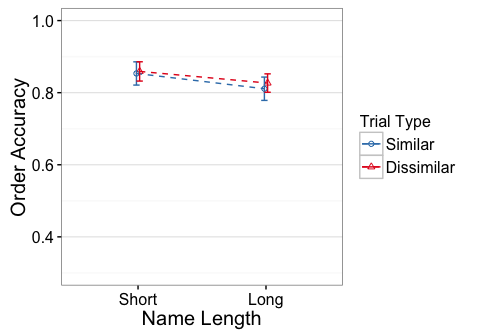 1.0
0.8
0.6
0.4
Order Accuracy
Short Long
Name Length
Trial Type
Similar
Dissimilar